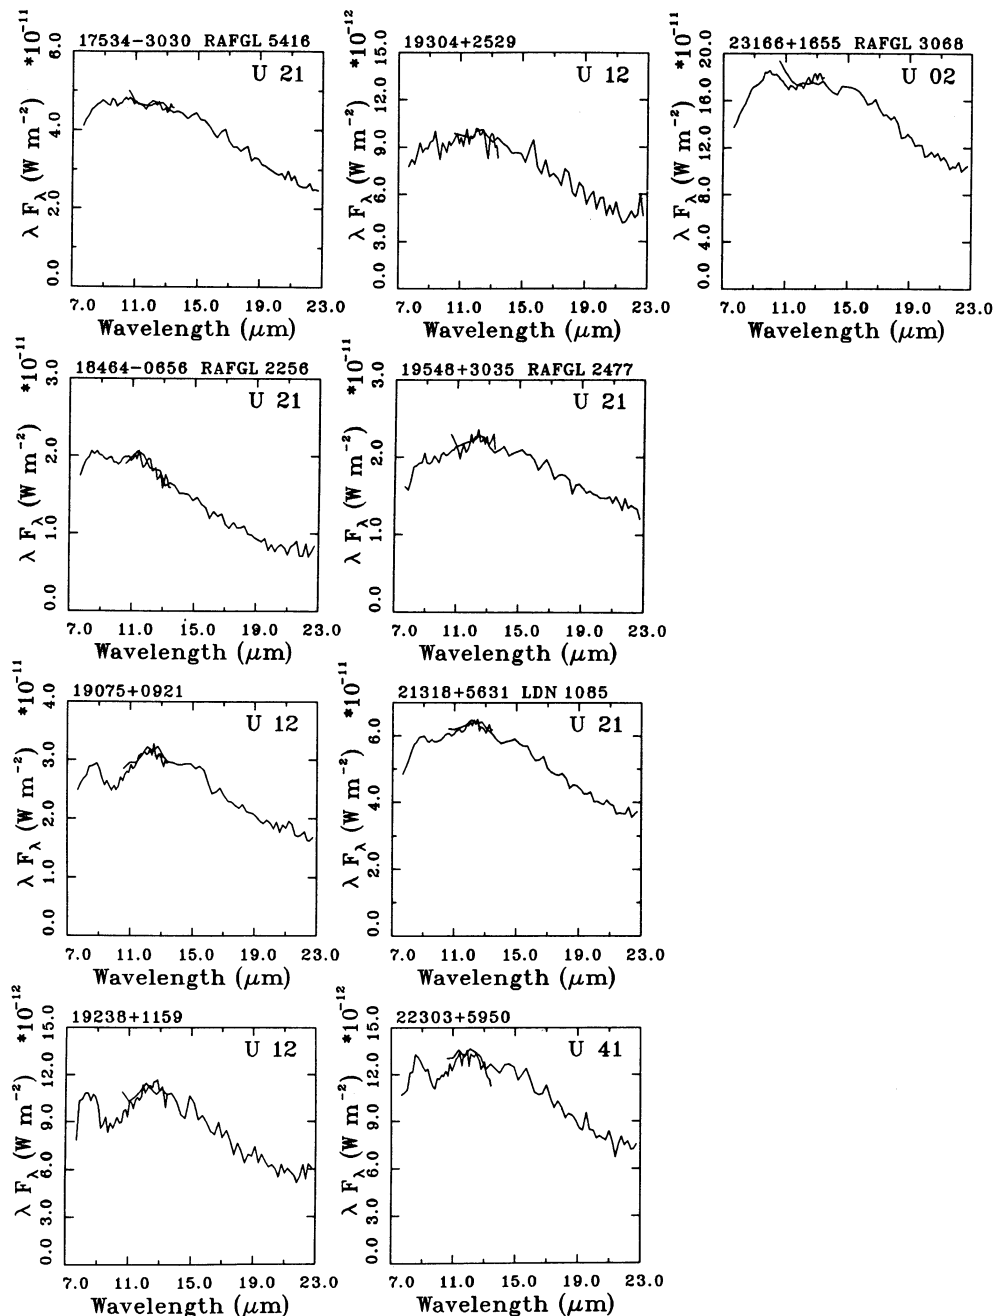 17534−3030 RAFGL 5416
U 21
*10⁻¹¹
6.0
4.0
2.0
0.0
λ F_λ (W m⁻²)
7.0 11.0 15.0 19.0 23.0
Wavelength (μm)
19304+2529
U 12
*10⁻¹²
15.0
12.0
9.0
6.0
3.0
0.0
λ F_λ (W m⁻²)
7.0 11.0 15.0 19.0 23.0
Wavelength (μm)
23166+1655 RAFGL 3068
U 02
*10⁻¹¹
20.0
16.0
12.0
8.0
4.0
0.0
λ F_λ (W m⁻²)
7.0 11.0 15.0 19.0 23.0
Wavelength (μm)
18464−0656 RAFGL 2256
U 21
*10⁻¹¹
3.0
2.0
1.0
0.0
λ F_λ (W m⁻²)
7.0 11.0 15.0 19.0 23.0
Wavelength (μm)
19548+3035 RAFGL 2477
U 21
*10⁻¹¹
3.0
2.0
1.0
0.0
λ F_λ (W m⁻²)
7.0 11.0 15.0 19.0 23.0
Wavelength (μm)
19075+0921
U 12
*10⁻¹¹
4.0
3.0
2.0
1.0
0.0
λ F_λ (W m⁻²)
7.0 11.0 15.0 19.0 23.0
Wavelength (μm)
21318+5631 LDN 1085
U 21
*10⁻¹¹
6.0
4.0
2.0
0.0
λ F_λ (W m⁻²)
7.0 11.0 15.0 19.0 23.0
Wavelength (μm)
19238+1159
U 12
*10⁻¹²
15.0
12.0
9.0
6.0
3.0
0.0
λ F_λ (W m⁻²)
7.0 11.0 15.0 19.0 23.0
Wavelength (μm)
22303+5950
U 41
*10⁻¹²
15.0
12.0
9.0
6.0
3.0
0.0
λ F_λ (W m⁻²)
7.0 11.0 15.0 19.0 23.0
Wavelength (μm)